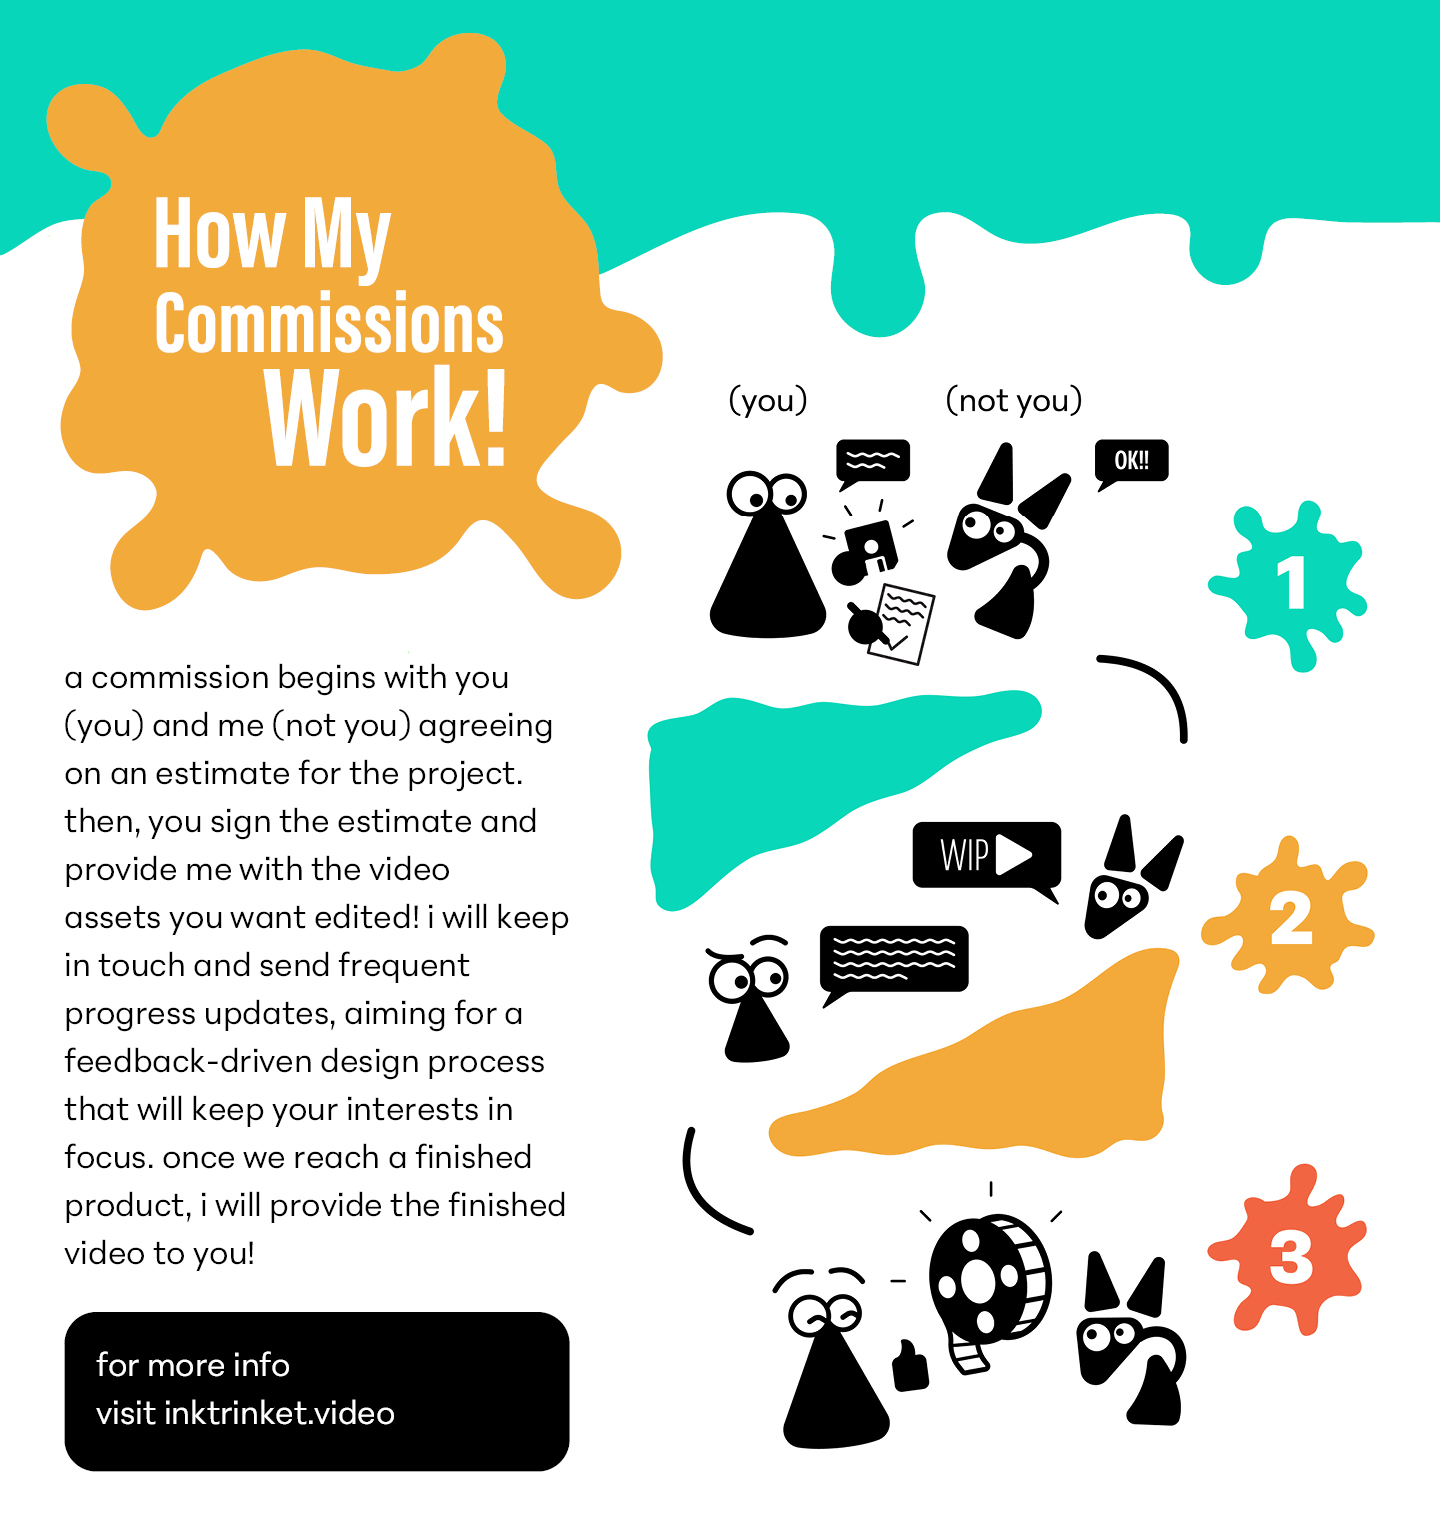 How My
Commissions
Work!
a commission begins with you
(you) and me (not you) agreeing
on an estimate for the project.
then, you sign the estimate and
provide me with the video
assets you want edited! i will keep
in touch and send frequent
progress updates, aiming for a
feedback-driven design process
that will keep your interests in
focus. once we reach a finished
product, i will provide the finished
video to you!
for more info
visit inktrinket.video
(you)
(not you)
OK!!
1
WIP
2
3